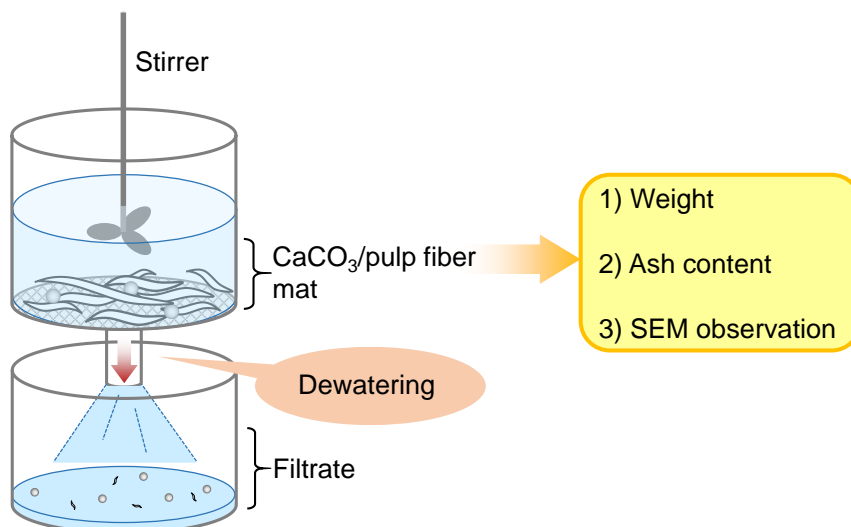 Stirrer
CaCO₃/pulp fiber
mat
1) Weight
2) Ash content
3) SEM observation
Dewatering
Filtrate